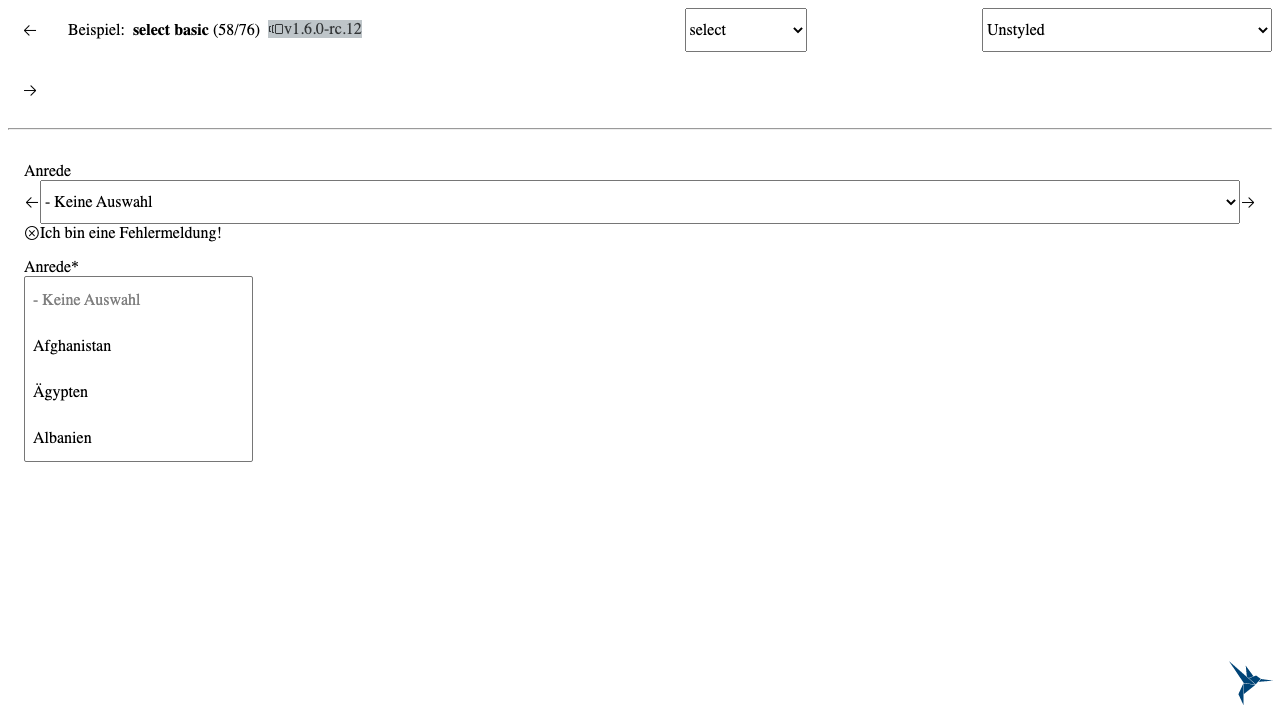 Beispiel: select basic (58/76) v1.6.0-rc.12 select Unstyled
Anrede
- Keine Auswahl
Ich bin eine Fehlermeldung!
Anrede*
- Keine Auswahl
Afghanistan
Ägypten
Albanien